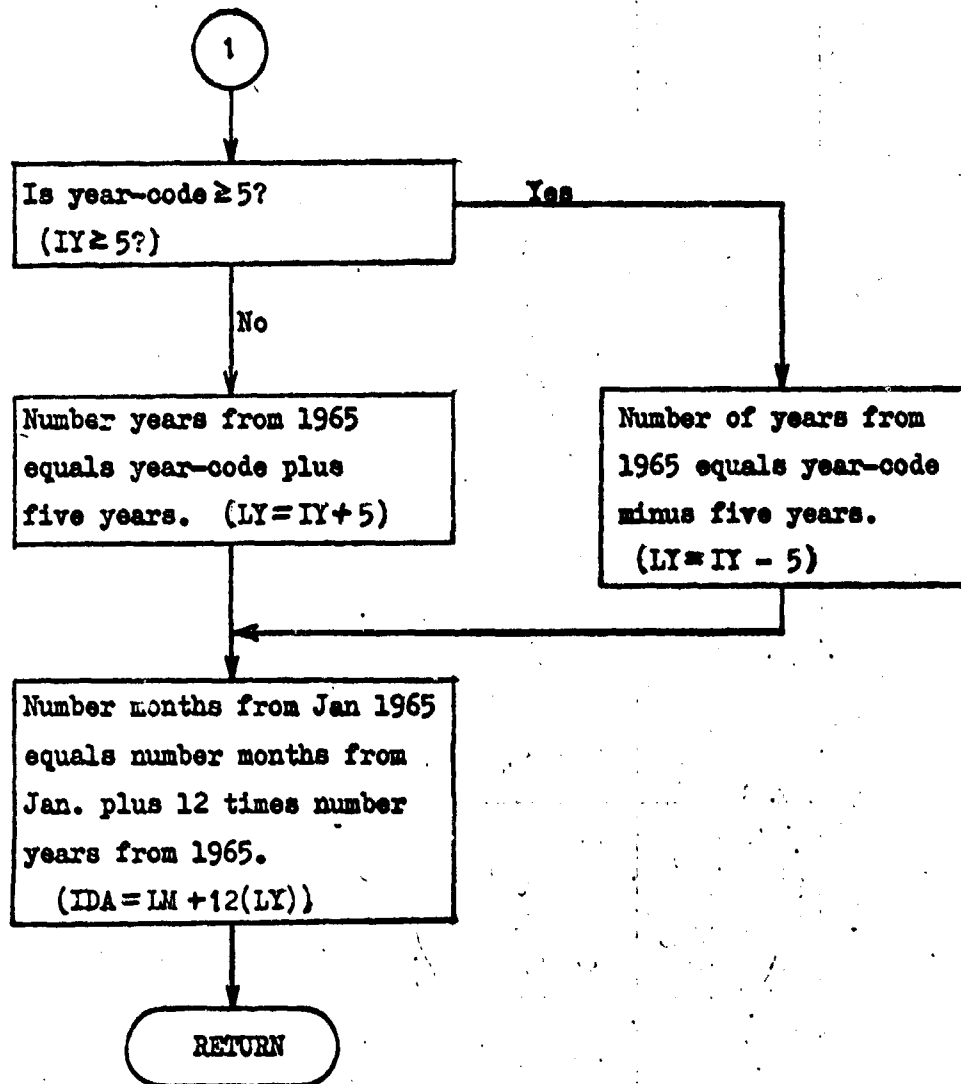 1
Is year-code ≥ 5?
(IY ≥ 5?)
Yes
No
Number years from 1965
equals year-code plus
five years. (LY = IY + 5)
Number of years from
1965 equals year-code
minus five years.
(LY = IY - 5)
Number months from Jan 1965
equals number months from
Jan. plus 12 times number
years from 1965.
(IDA = LM + 12(LY))
RETURN